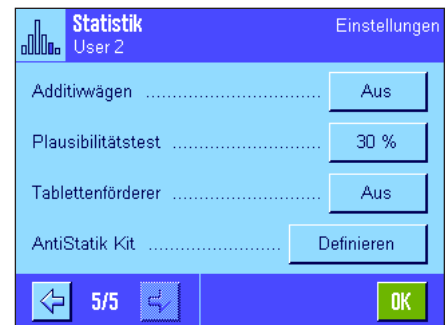 Statistik Einstellungen
User 2
Additivwägen ................................ Aus
Plausibilitätstest ........................... 30 %
Tablettenförderer ........................... Aus
AntiStatik Kit ........................ Definieren
5/5 OK